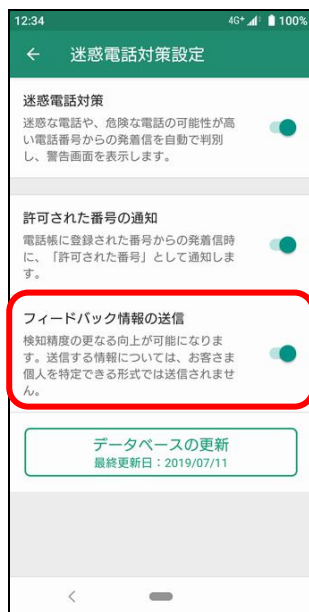 12:34 4G+ 100%
← 迷惑電話対策設定
迷惑電話対策
迷惑な電話や、危険な電話の可能性が高
い電話番号からの発着信を自動で判別
し、警告画面を表示します。
許可された番号の通知
電話帳に登録された番号からの発着信時
に、「許可された番号」として通知しま
す。
フィードバック情報の送信
検知精度の更なる向上が可能になりま
す。送信する情報については、お客さま
個人を特定できる形式では送信されませ
ん。
データベースの更新
最終更新日：2019/07/11